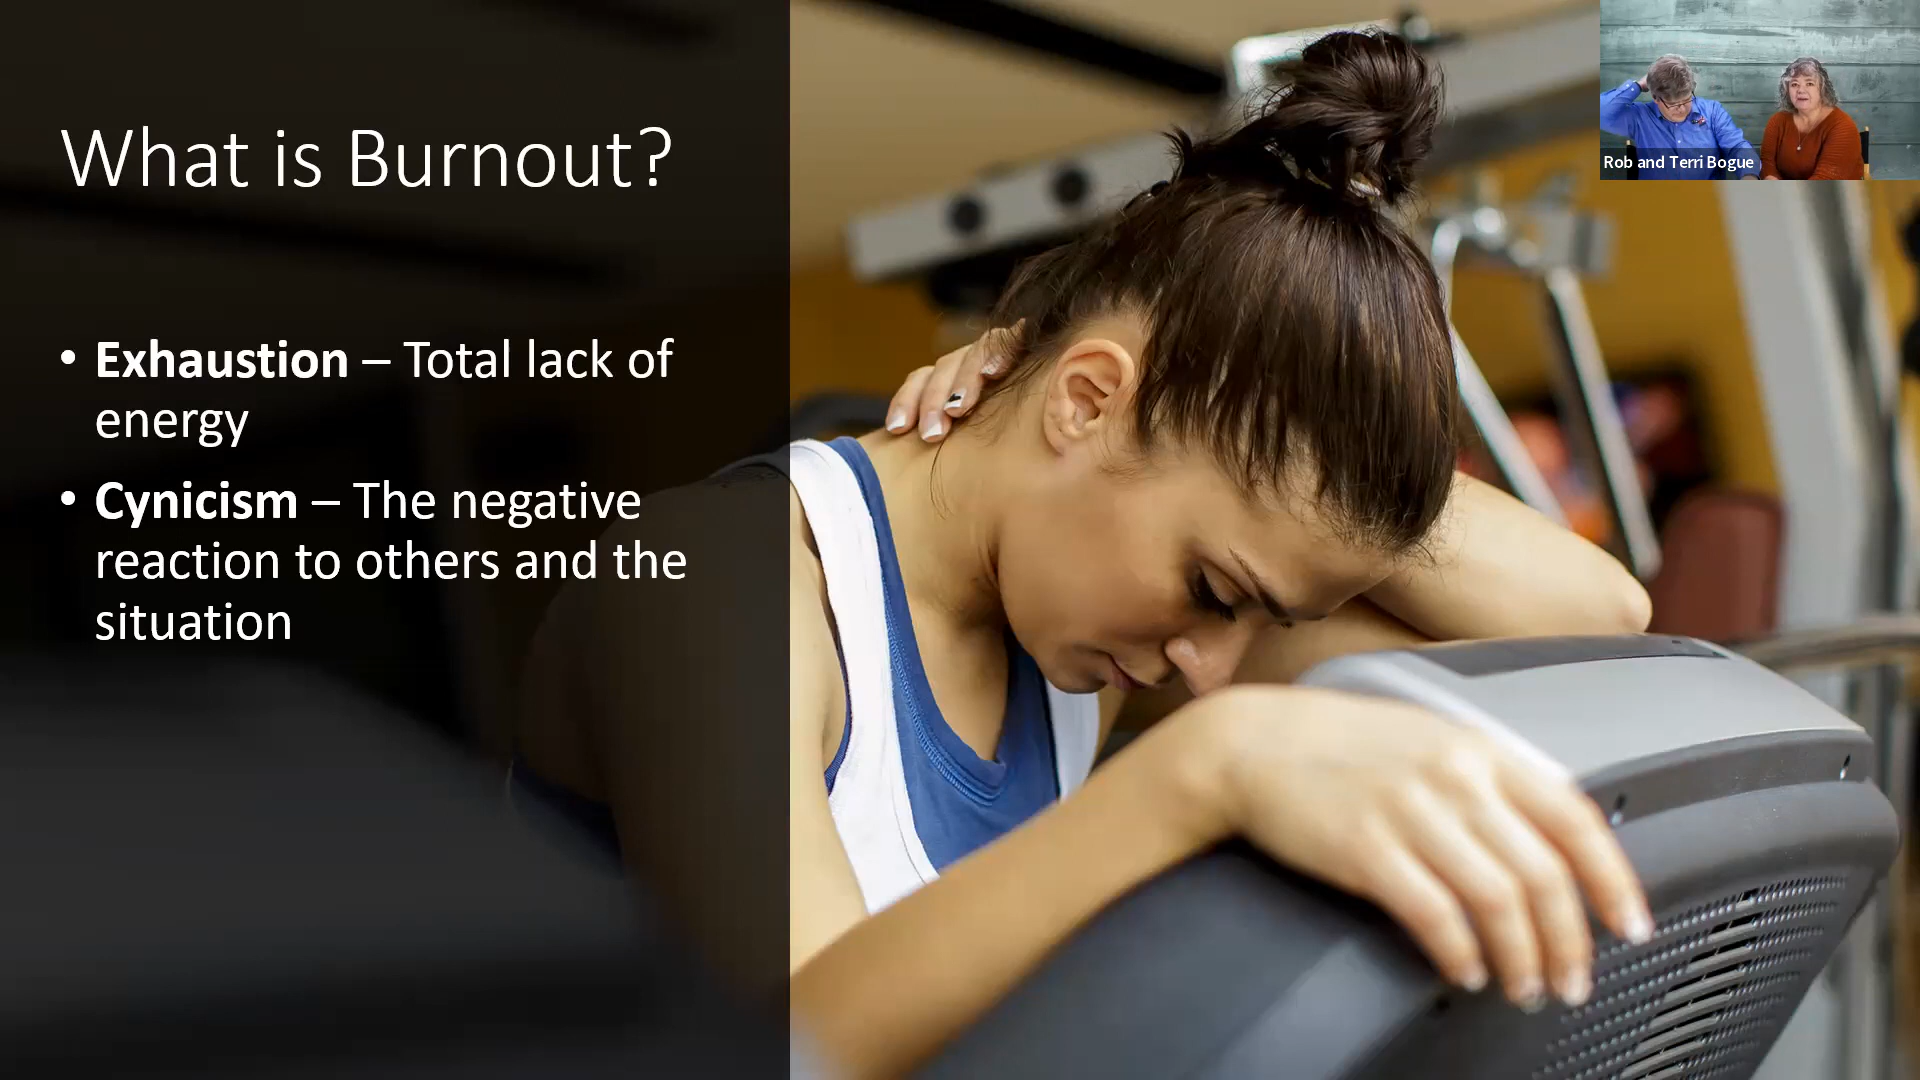 What is Burnout?
• Exhaustion – Total lack of
energy
• Cynicism – The negative
reaction to others and the
situation
Rob and Terri Bogue